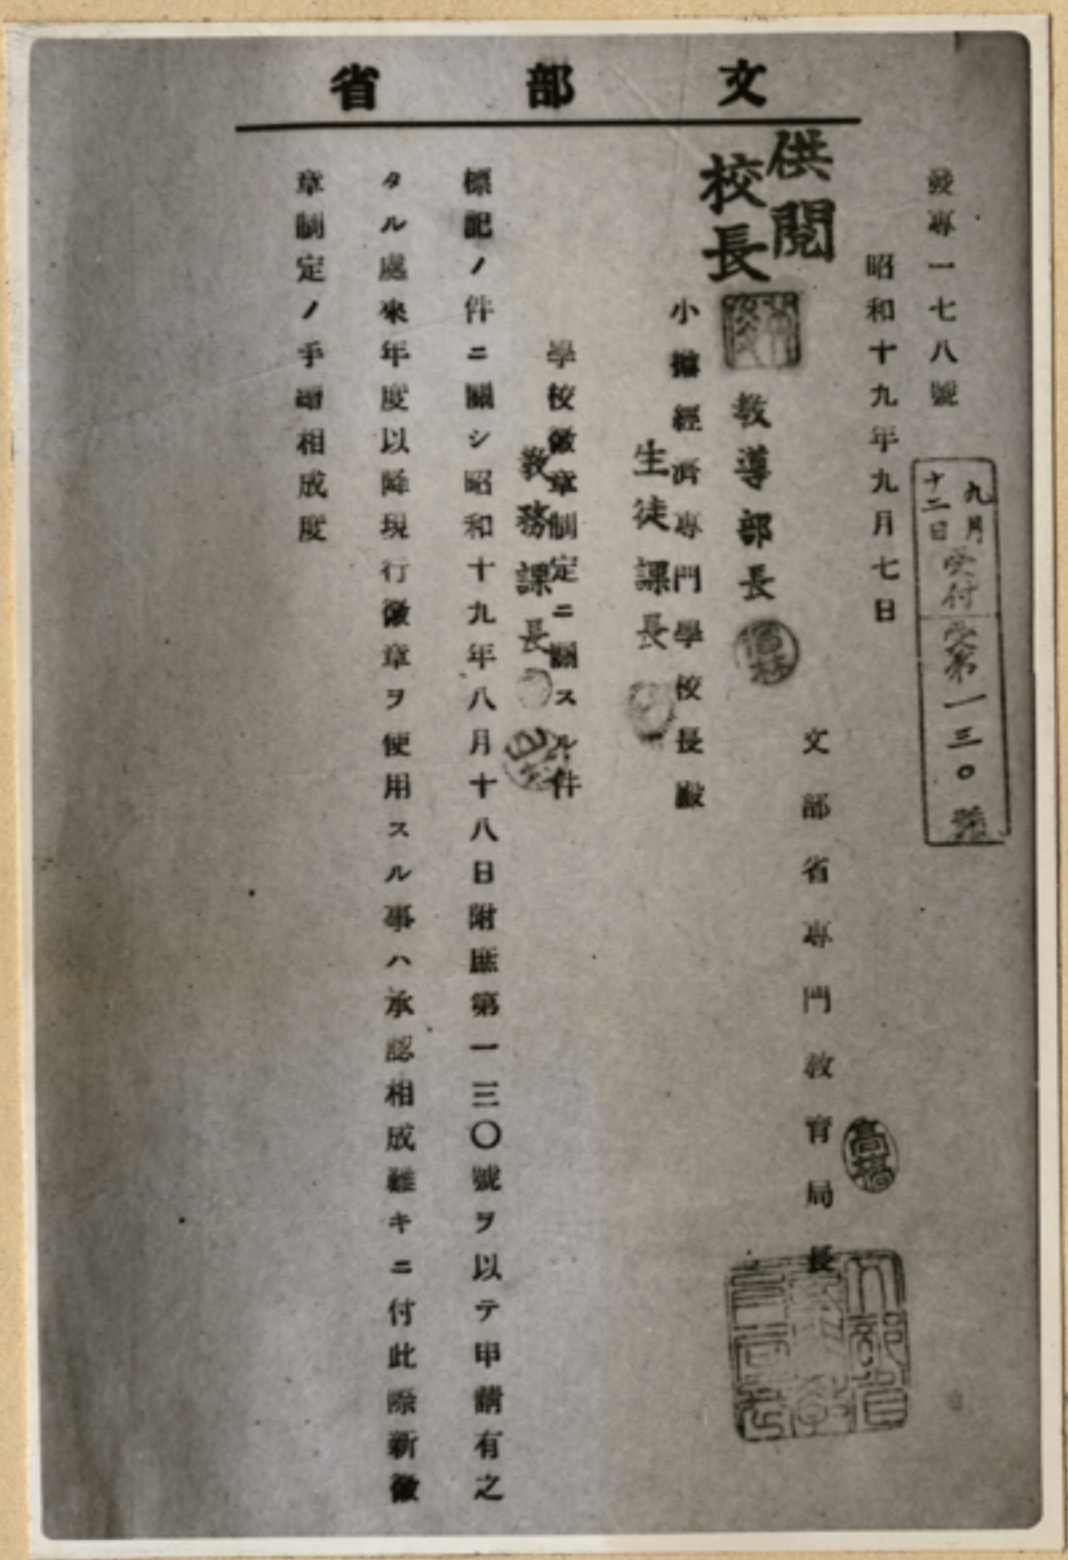 文部省
發專一七八號
九月十二日受付
受第一三〇號
昭和十九年九月七日
文部省專門教育局長
高橋
供閲
校長
教導部長
小樽經濟專門學校長殿
生徒課長
學校徽章制定ニ關スル件
教務課長
標記ノ件ニ關シ昭和十九年八月十八日附庶第一三〇號ヲ以テ申請有之
タル處來年度以降現行徽章ヲ使用スル事ハ承認相成難キニ付此際新徽
章制定ノ手續相成度